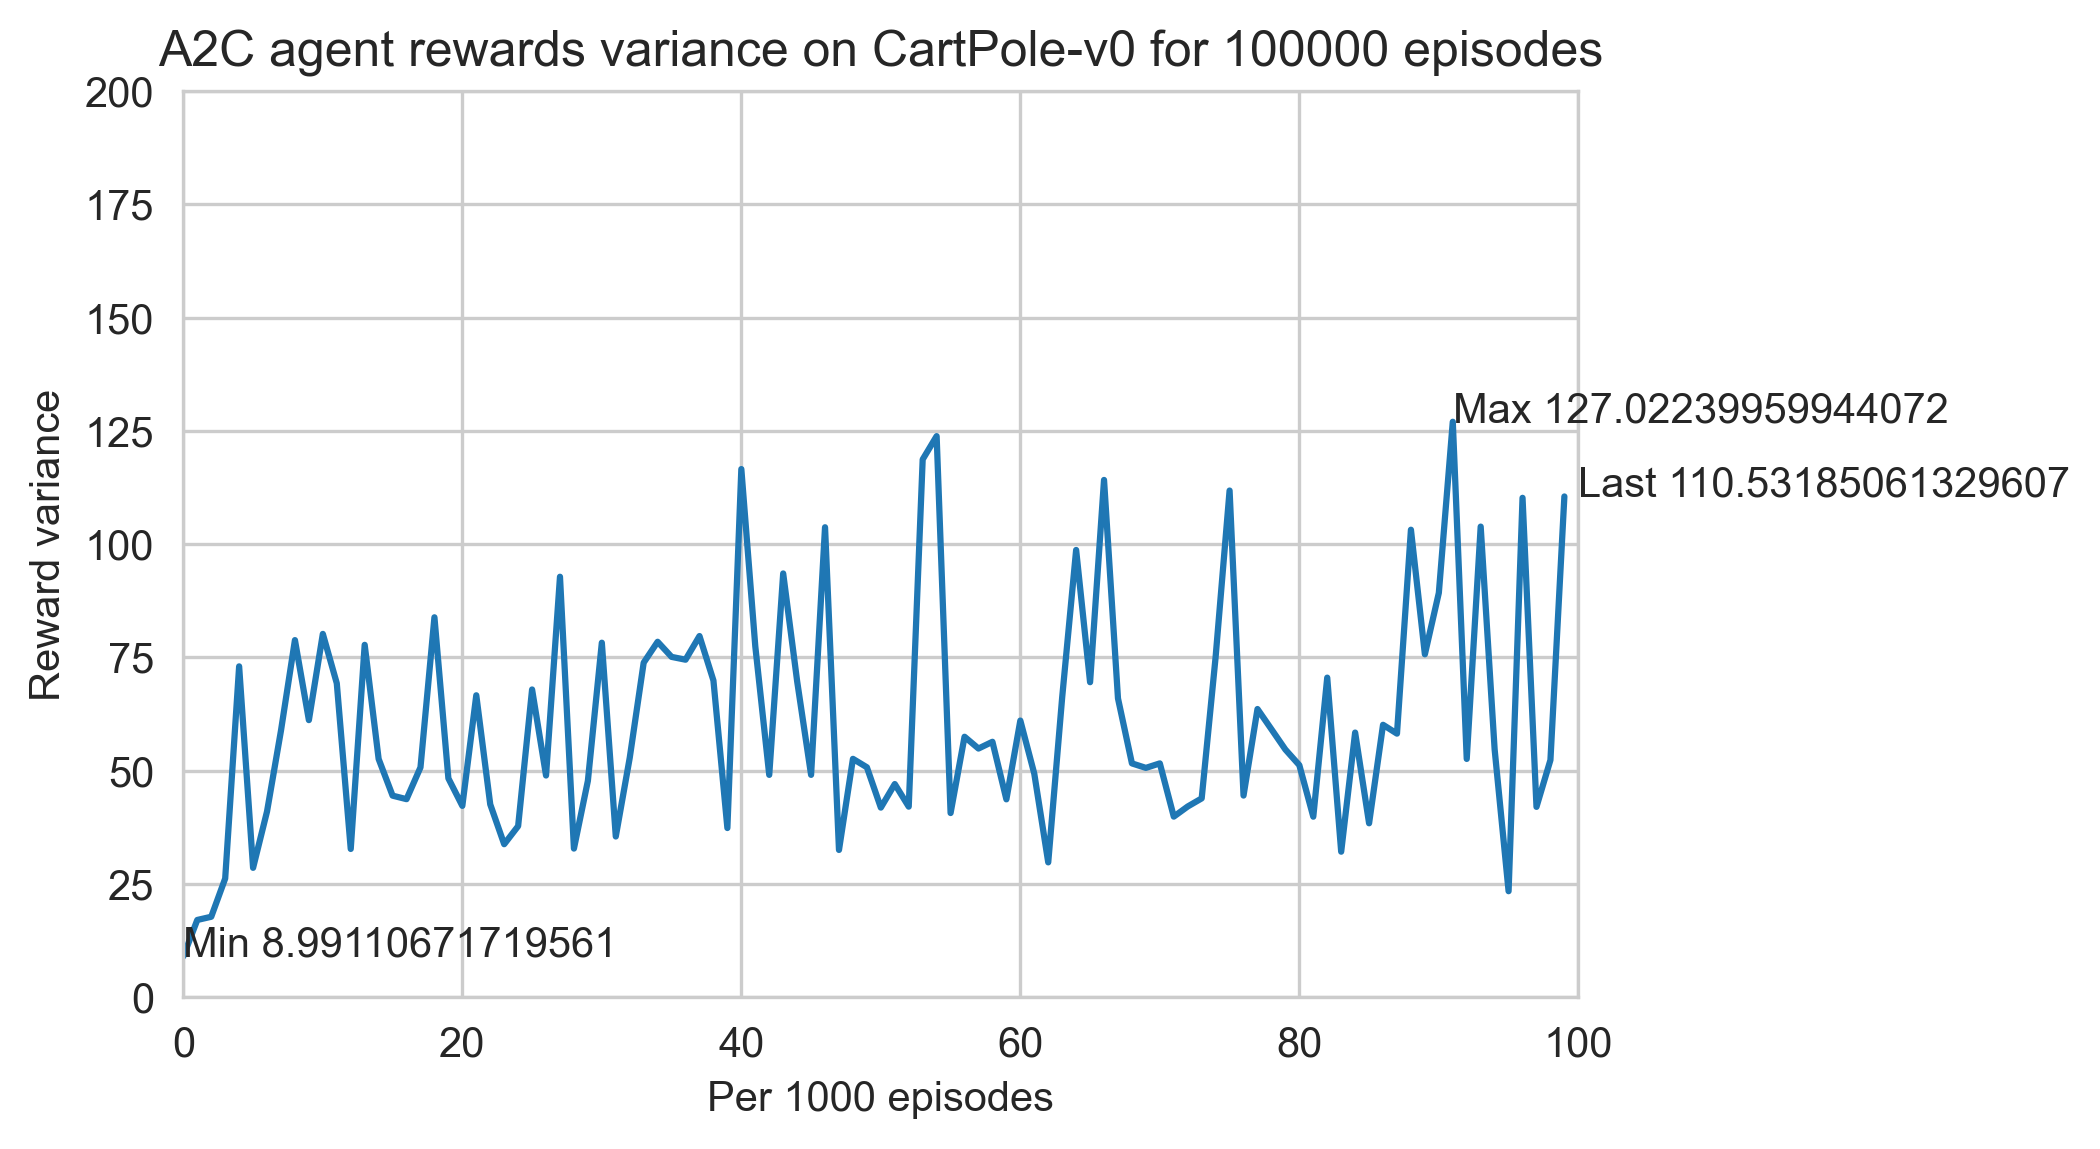 A2C agent rewards variance on CartPole-v0 for 100000 episodes
200
175
150
125
100
75
50
25
0
Reward variance
Max 127.02239959944072
Last 110.53185061329607
Min 8.99110671719561
0 20 40 60 80 100
Per 1000 episodes